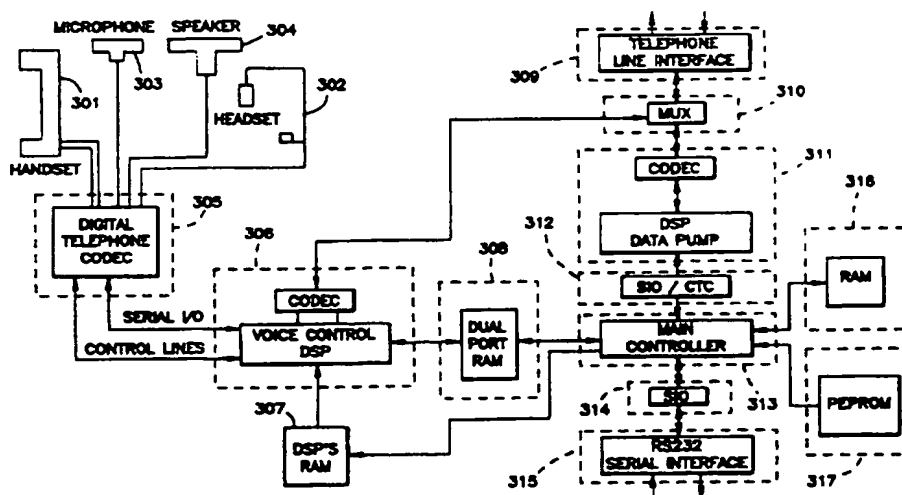 MICROPHONE
SPEAKER
304
303
301
302
HEADSET
HANDSET
305
DIGITAL
TELEPHONE
CODEC
SERIAL I/O
CONTROL LINES
306
CODEC
VOICE CONTROL
DSP
307
DSP'S
RAM
308
DUAL
PORT
RAM
309
TELEPHONE
LINE INTERFACE
310
MUX
311
CODEC
DSP
DATA PUMP
312
SIO / CTC
MAIN
CONTROLLER
313
314
SIO
315
RS232
SERIAL INTERFACE
316
RAM
PEPROM
317